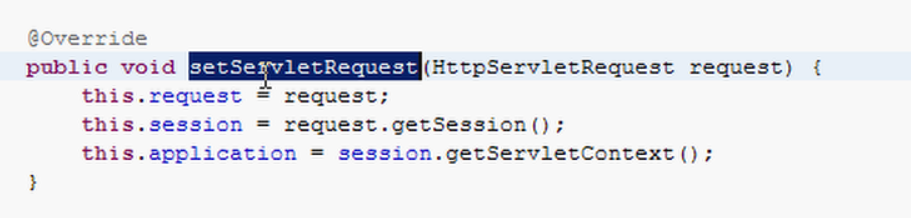 @Override
public void setServletRequest(HttpServletRequest request) {
    this.request = request;
    this.session = request.getSession();
    this.application = session.getServletContext();
}